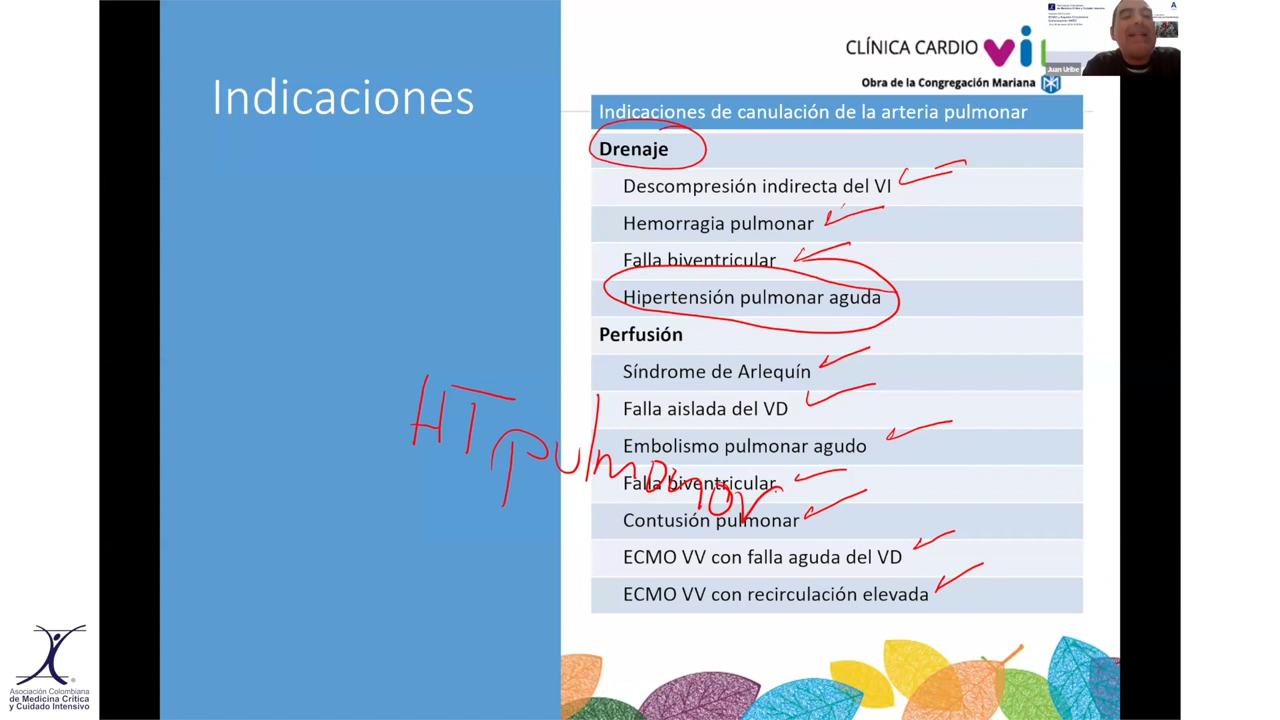 Indicaciones
CLÍNICA CARDIO
Obra de la Congregación Mariana
Juan Uribe
Indicaciones de canulación de la arteria pulmonar
Drenaje
Descompresión indirecta del VI
Hemorragia pulmonar
Falla biventricular
Hipertensión pulmonar aguda
Perfusión
Síndrome de Arlequín
Falla aislada del VD
Embolismo pulmonar agudo
Falla biventricular
Contusión pulmonar
ECMO VV con falla aguda del VD
ECMO VV con recirculación elevada
HT pulmonar
Asociación Colombiana
de Medicina Crítica
y Cuidado Intensivo